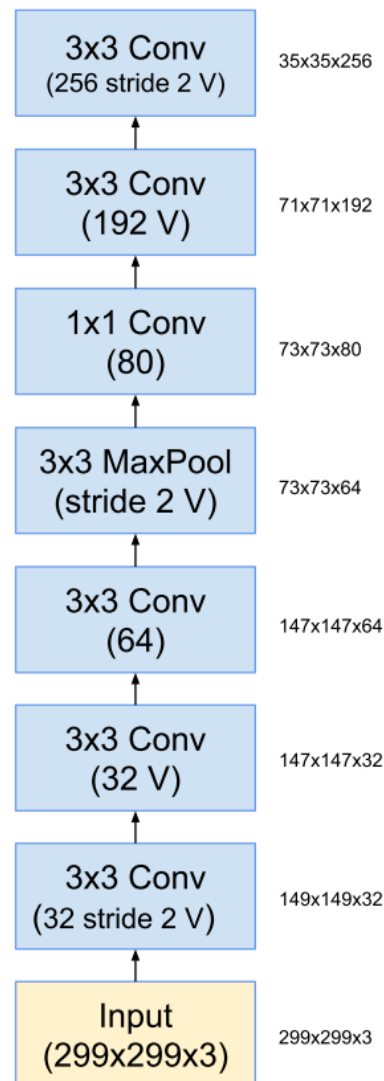 3x3 Conv
(256 stride 2 V)
35x35x256
3x3 Conv
(192 V)
71x71x192
1x1 Conv
(80)
73x73x80
3x3 MaxPool
(stride 2 V)
73x73x64
3x3 Conv
(64)
147x147x64
3x3 Conv
(32 V)
147x147x32
3x3 Conv
(32 stride 2 V)
149x149x32
Input
(299x299x3)
299x299x3